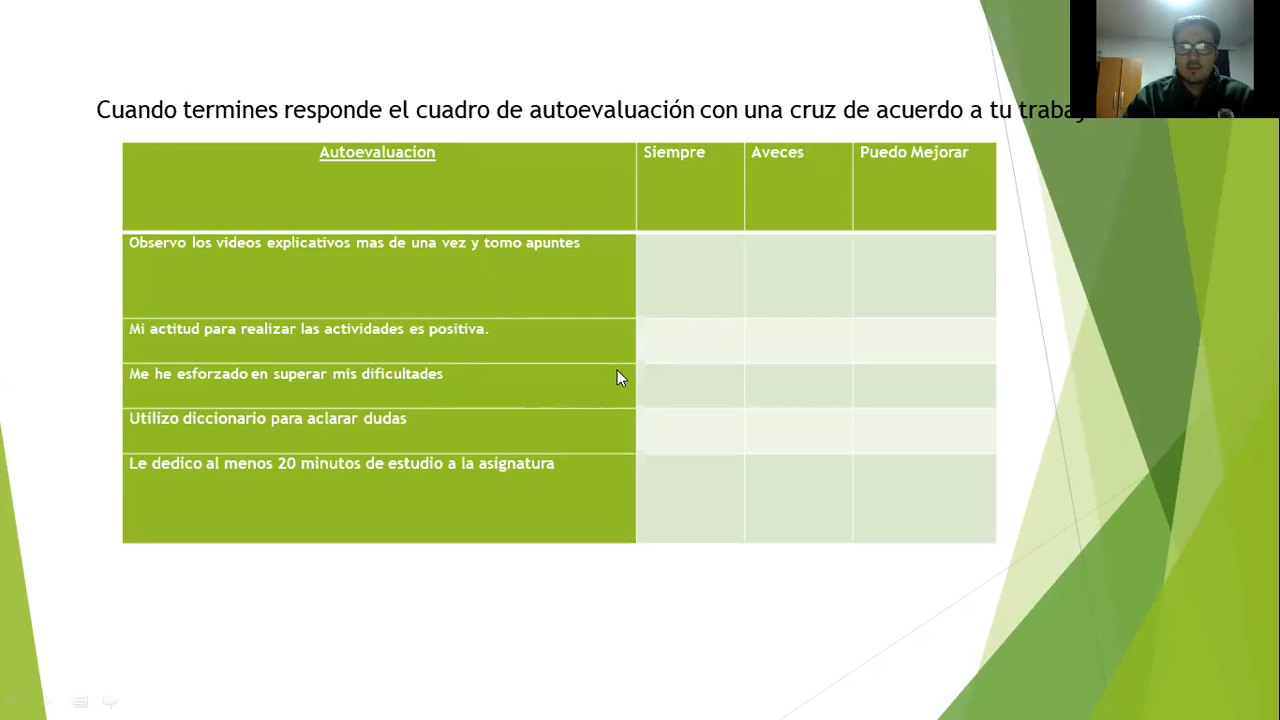 Cuando termines responde el cuadro de autoevaluación con una cruz de acuerdo a tu
Autoevaluacion
Siempre
Aveces
Puedo Mejorar
Observo los videos explicativos mas de una vez y tomo apuntes
Mi actitud para realizar las actividades es positiva.
Me he esforzado en superar mis dificultades
Utilizo diccionario para aclarar dudas
Le dedico al menos 20 minutos de estudio a la asignatura